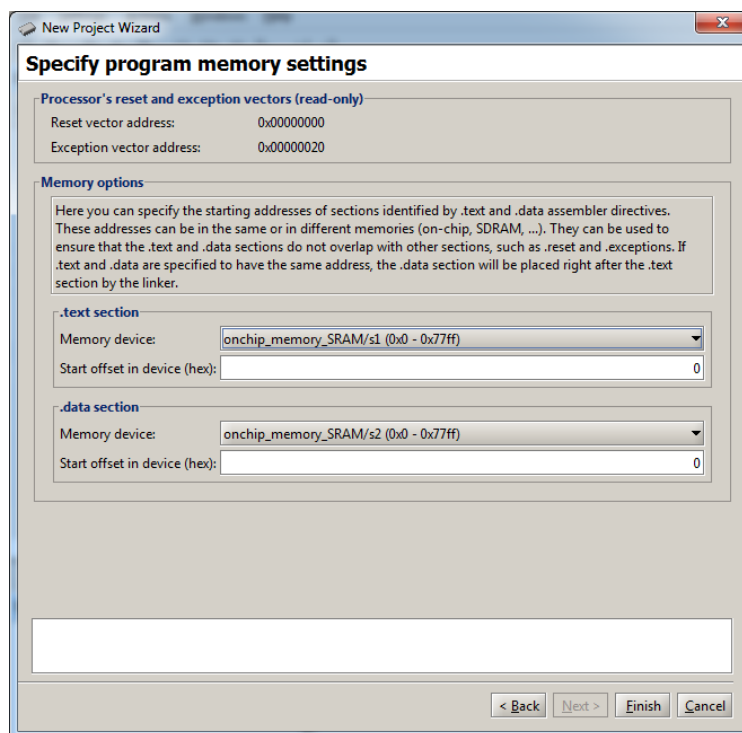 New Project Wizard
Specify program memory settings
Processor's reset and exception vectors (read-only)
Reset vector address: 0x00000000
Exception vector address: 0x00000020
Memory options
Here you can specify the starting addresses of sections identified by .text and .data assembler directives.
These addresses can be in the same or in different memories (on-chip, SDRAM, ...). They can be used to
ensure that the .text and .data sections do not overlap with other sections, such as .reset and .exceptions. If
.text and .data are specified to have the same address, the .data section will be placed right after the .text
section by the linker.
.text section
Memory device: onchip_memory_SRAM/s1 (0x0 - 0x77ff)
Start offset in device (hex): 0
.data section
Memory device: onchip_memory_SRAM/s2 (0x0 - 0x77ff)
Start offset in device (hex): 0
< Back Next > Finish Cancel